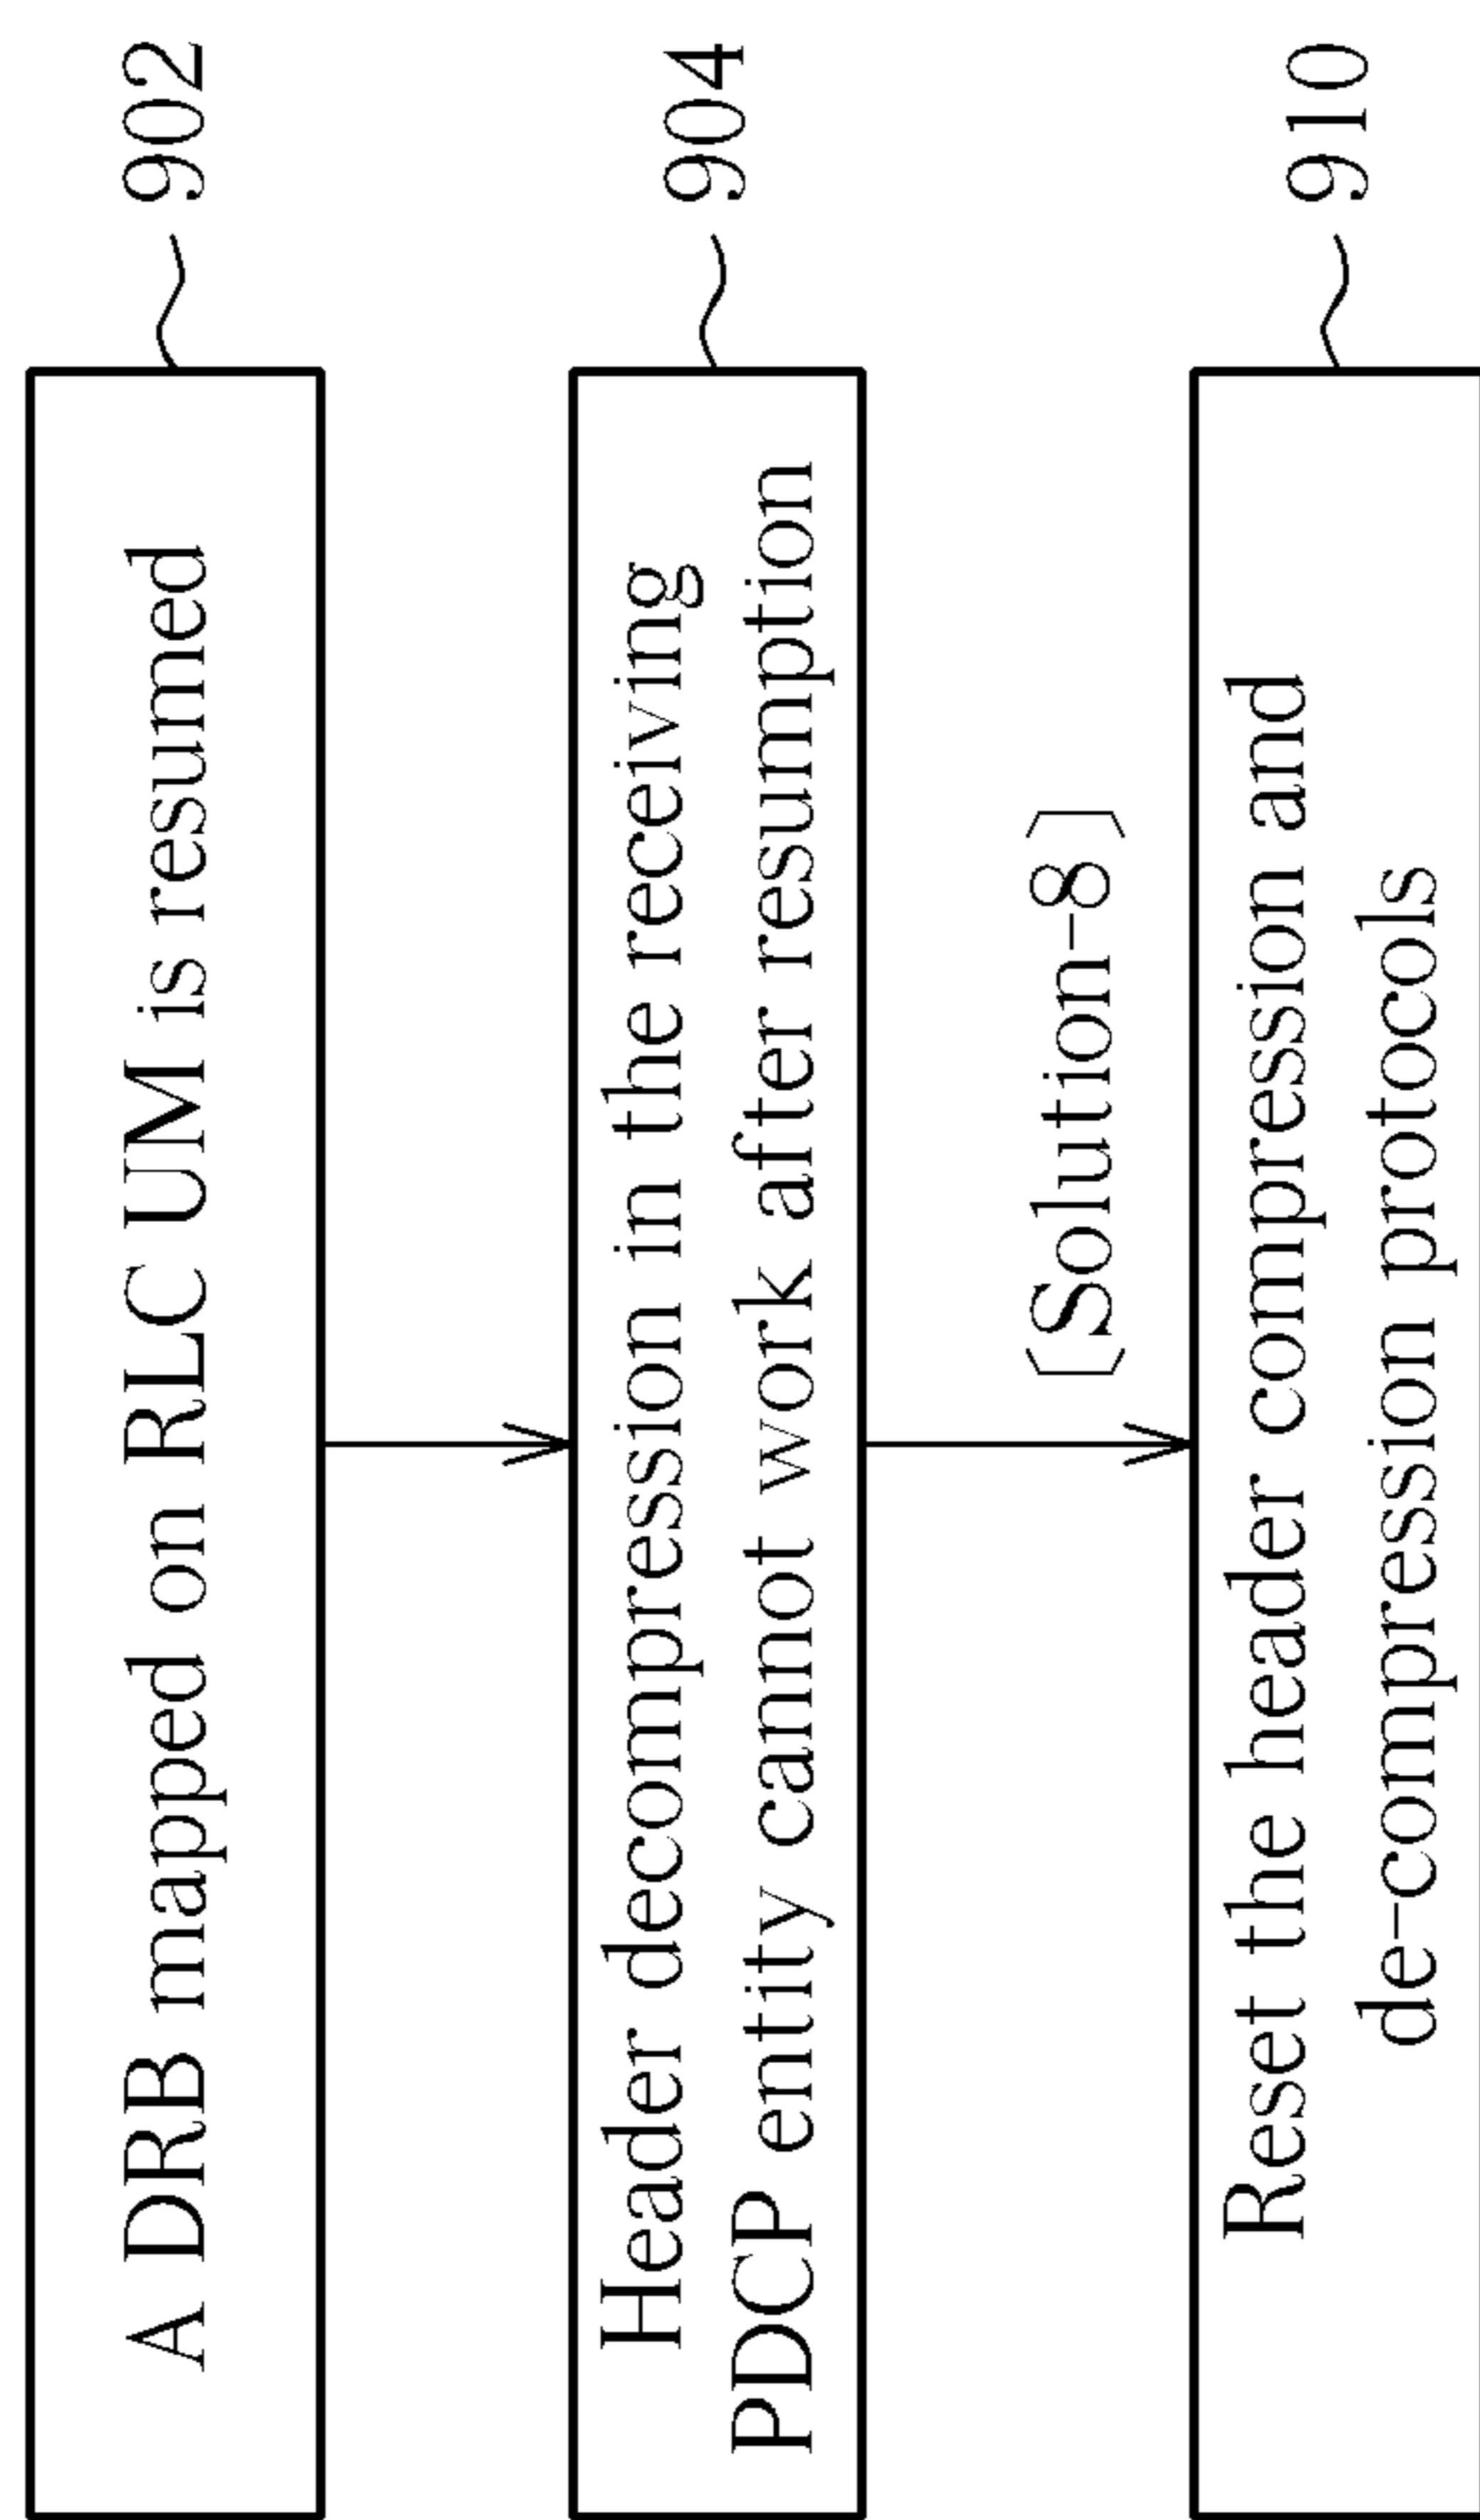 A DRB mapped on RLC UM is resumed
902
Header decompression in the receiving
PDCP entity cannot work after resumption
904
(Solution-8)
Reset the header compression and
de-compression protocols
910